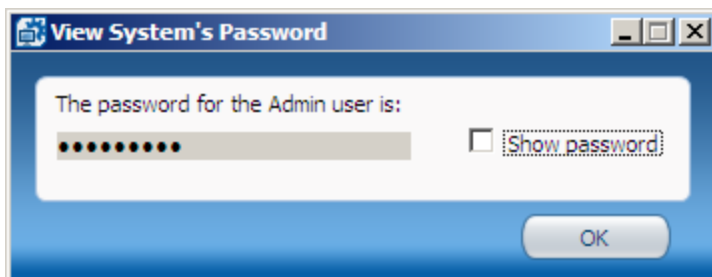 View System's Password
The password for the Admin user is:
•••••••••
Show password
OK